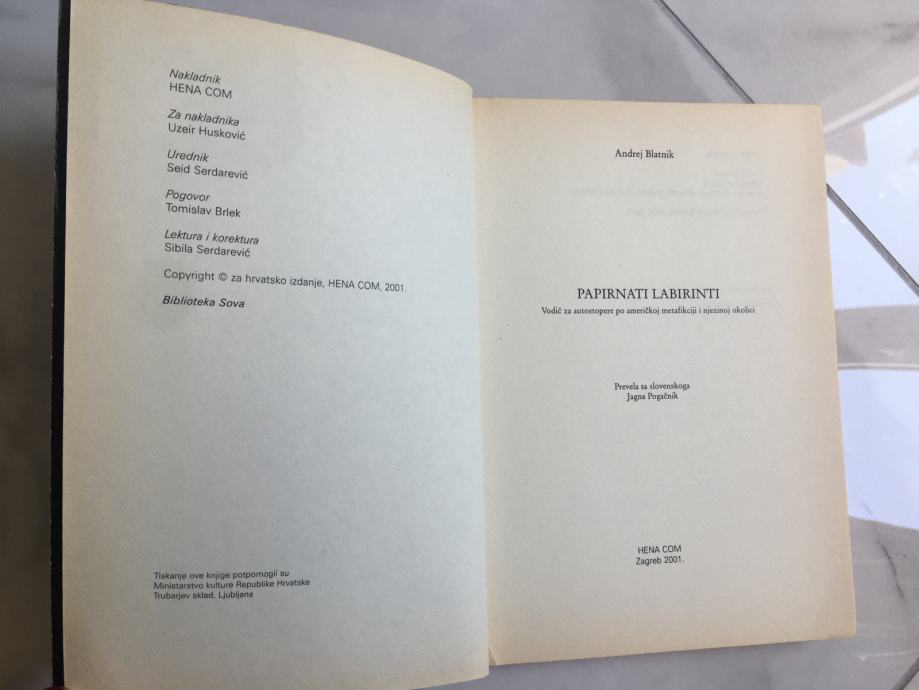 Nakladnik
HENA COM
Za nakladnika
Uzeir Husković
Urednik
Seid Serdarević
Pogovor
Tomislav Brlek
Lektura i korektura
Sibila Serdarević
Copyright © za hrvatsko izdanje, HENA COM, 2001.
Biblioteka Sova
Tiskanje ove knjige potpomogli su
Ministarstvo kulture Republike Hrvatske
Trubarjev sklad, Ljubljana
Andrej Blatnik
PAPIRNATI LABIRINTI
Vodič za autostopere po američkoj metafikciji i njezinoj okolici
Prevela sa slovenskoga
Jagna Pogačnik
HENA COM
Zagreb 2001.